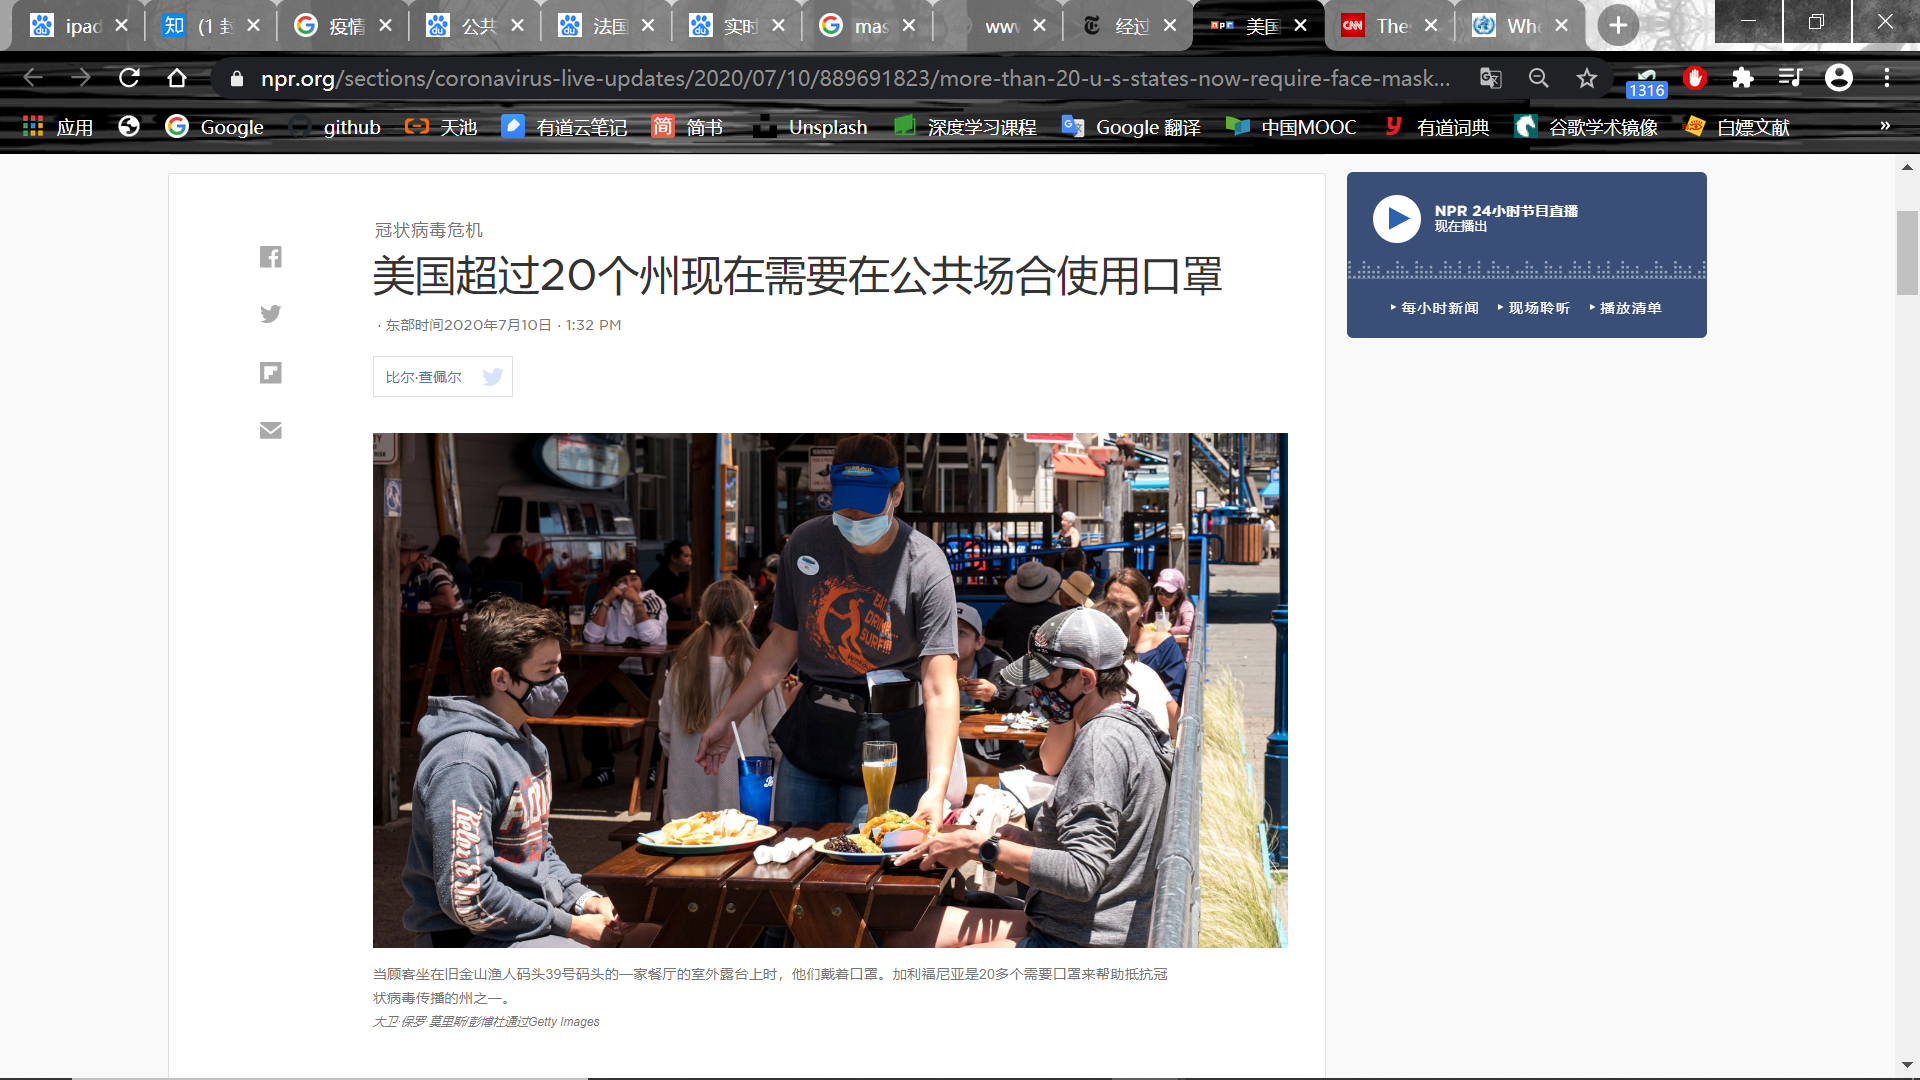 ipad
(1 封
疫情
公共
法国
实时
mas
www
经过
美国
The
Whe
npr.org/sections/coronavirus-live-updates/2020/07/10/889691823/more-than-20-u-s-states-now-require-face-mask...
1316
应用
Google
github
天池
有道云笔记
简书
Unsplash
深度学习课程
Google 翻译
中国MOOC
有道词典
谷歌学术镜像
白嫖文献
»
冠状病毒危机
美国超过20个州现在需要在公共场合使用口罩
· 东部时间2020年7月10日 · 1:32 PM
比尔·查佩尔
NPR 24小时节目直播
现在播出
每小时新闻
现场聆听
播放清单
EAT
DRINK
SURF!!!
当顾客坐在旧金山渔人码头39号码头的一家餐厅的室外露台上时，他们戴着口罩。加利福尼亚是20多个需要口罩来帮助抵抗冠
状病毒传播的州之一。
大卫·保罗·莫里斯/彭博社通过Getty Images